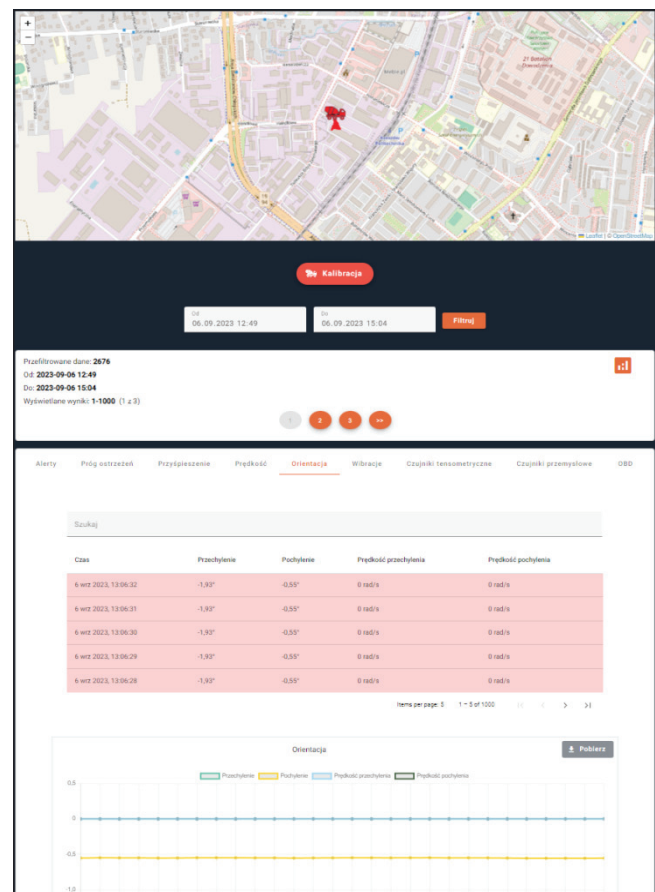 +
−
21 Batalion
Leaflet | © OpenStreetMap
Kalibracja
Od
06.09.2023 12:49
Do
06.09.2023 15:04
Filtruj
Przefiltrowane dane: 2676
Od: 2023-09-06 12:49
Do: 2023-09-06 15:04
Wyświetlane wyniki: 1-1000 (1 z 3)
1 2 3 >>
Alerty Próg ostrzeżeń Przyśpieszenie Prędkość Orientacja Wibracje Czujniki tensometryczne Czujniki przemysłowe OBD
Szukaj
Czas Przechylenie Pochylenie Prędkość przechylenia Prędkość pochylenia
6 wrz 2023, 13:06:32 -1,93° -0,55° 0 rad/s 0 rad/s
6 wrz 2023, 13:06:31 -1,93° -0,55° 0 rad/s 0 rad/s
6 wrz 2023, 13:06:30 -1,93° -0,55° 0 rad/s 0 rad/s
6 wrz 2023, 13:06:29 -1,93° -0,55° 0 rad/s 0 rad/s
6 wrz 2023, 13:06:28 -1,93° -0,55° 0 rad/s 0 rad/s
Items per page: 5 1 – 5 of 1000
Orientacja
Pobierz
Przechylenie Pochylenie Prędkość przechylenia Prędkość pochylenia
0,5
0
-0,5
-1,0